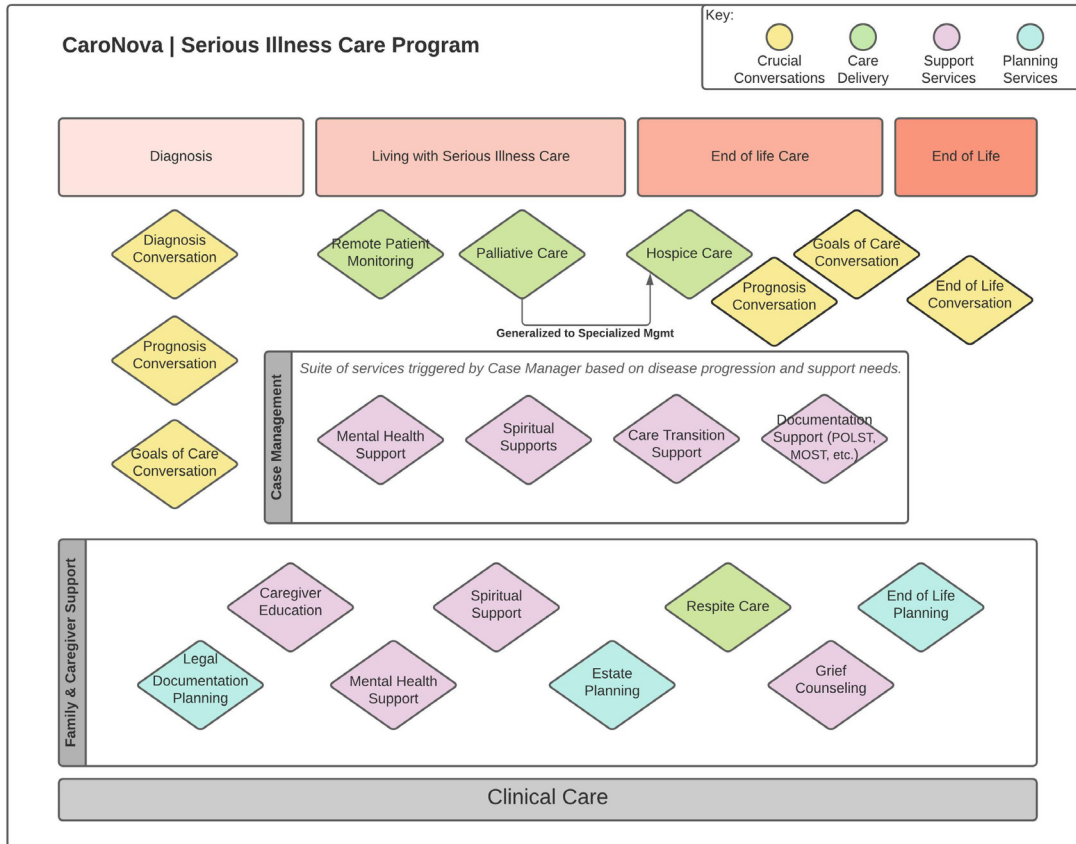 CaroNova | Serious Illness Care Program
Key:
Crucial
Conversations
Care
Delivery
Support
Services
Planning
Services
Diagnosis
Living with Serious Illness Care
End of life Care
End of Life
Diagnosis
Conversation
Remote Patient
Monitoring
Palliative Care
Hospice Care
Goals of Care
Conversation
Prognosis
Conversation
End of Life
Conversation
Generalized to Specialized Mgmt
Prognosis
Conversation
Goals of Care
Conversation
Case Management
Suite of services triggered by Case Manager based on disease progression and support needs.
Mental Health
Support
Spiritual
Supports
Care Transition
Support
Documentation
Support (POLST,
MOST, etc.)
Family & Caregiver Support
Caregiver
Education
Spiritual
Support
Respite Care
End of Life
Planning
Legal
Documentation
Planning
Mental Health
Support
Estate
Planning
Grief
Counseling
Clinical Care